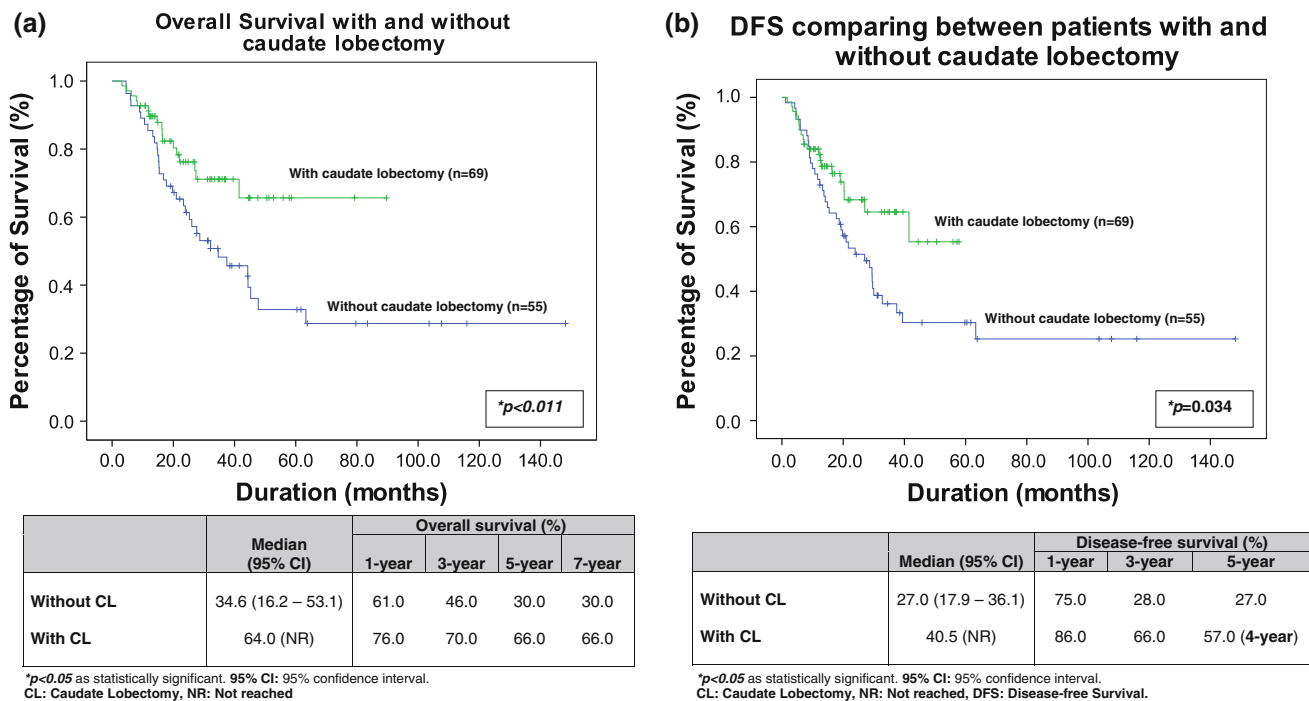 (a)
Overall Survival with and without
caudate lobectomy
Percentage of Survival (%)
1.0
0.8
0.6
0.4
0.2
0.0
With caudate lobectomy (n=69)
Without caudate lobectomy (n=55)
*p<0.011
0.0 20.0 40.0 60.0 80.0 100.0 120.0 140.0
Duration (months)
Overall survival (%)
Median
(95% CI) 1-year 3-year 5-year 7-year
Without CL 34.6 (16.2 – 53.1) 61.0 46.0 30.0 30.0
With CL 64.0 (NR) 76.0 70.0 66.0 66.0
*p<0.05 as statistically significant. 95% CI: 95% confidence interval.
CL: Caudate Lobectomy, NR: Not reached
(b)
DFS comparing between patients with and
without caudate lobectomy
Percentage of Survival (%)
1.0
0.8
0.6
0.4
0.2
0.0
With caudate lobectomy (n=69)
Without caudate lobectomy (n=55)
*p=0.034
0.0 20.0 40.0 60.0 80.0 100.0 120.0 140.0
Duration (months)
Disease-free survival (%)
Median (95% CI) 1-year 3-year 5-year
Without CL 27.0 (17.9 – 36.1) 75.0 28.0 27.0
With CL 40.5 (NR) 86.0 66.0 57.0 (4-year)
*p<0.05 as statistically significant. 95% CI: 95% confidence interval.
CL: Caudate Lobectomy, NR: Not reached, DFS: Disease-free Survival.